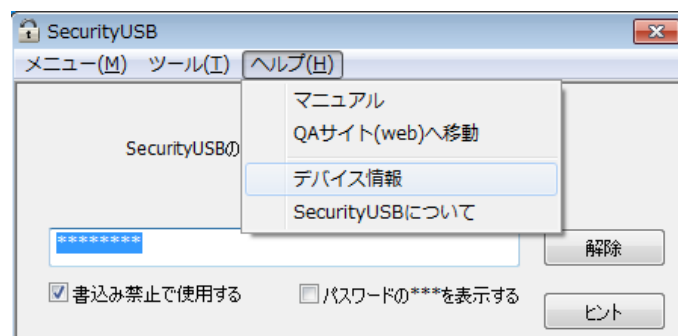 SecurityUSB
メニュー(M) ツール(T) ヘルプ(H)
マニュアル
QAサイト(web)へ移動
SecurityUSBの
デバイス情報
SecurityUSBについて
********
解除
書込み禁止で使用する
パスワードの***を表示する
ヒント